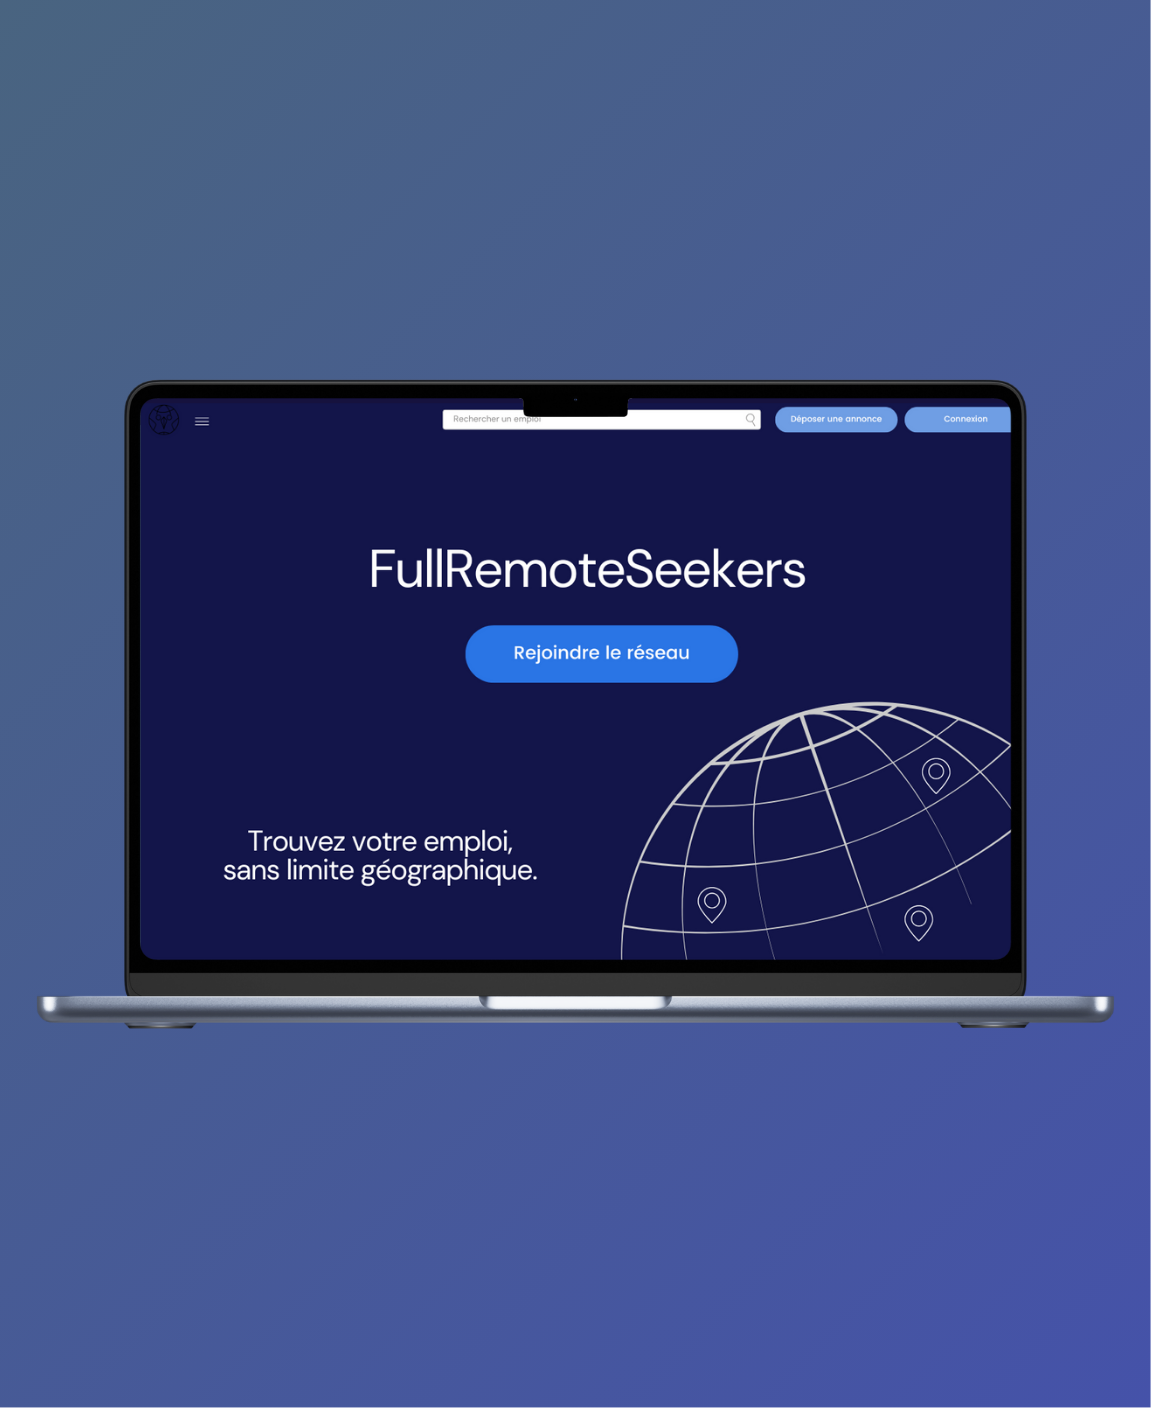 Rechercher un emploi
Déposer une annonce
Connexion
FullRemoteSeekers
Rejoindre le réseau
Trouvez votre emploi,
sans limite géographique.